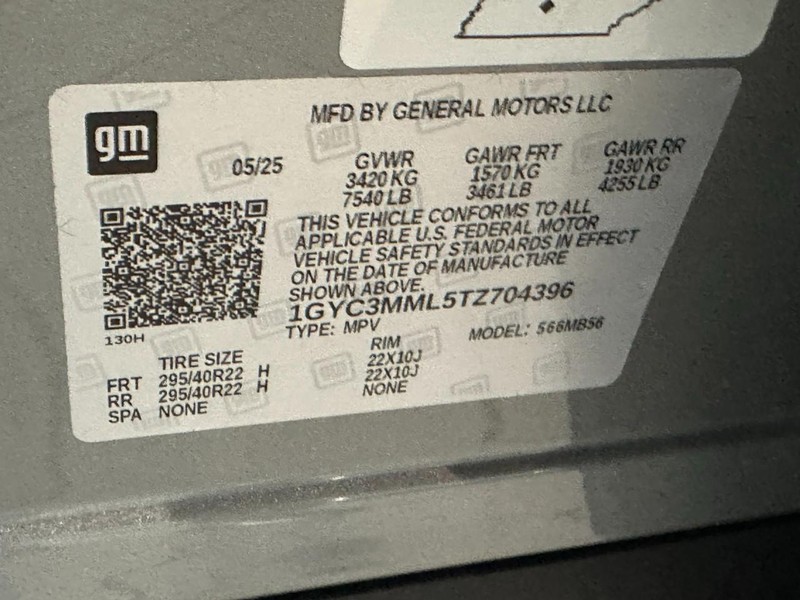 gm
MFD BY GENERAL MOTORS LLC
05/25 GVWR GAWR FRT GAWR RR
3420 KG 1570 KG 1930 KG
7540 LB 3461 LB 4255 LB
THIS VEHICLE CONFORMS TO ALL
APPLICABLE U.S. FEDERAL MOTOR
VEHICLE SAFETY STANDARDS IN EFFECT
ON THE DATE OF MANUFACTURE
SHOWN ABOVE.
1GYC3MML5TZ704396
TYPE: MPV MODEL: 566MB56
130H
TIRE SIZE RIM
FRT 295/40R22 H 22X10J
RR 295/40R22 H 22X10J
SPA NONE NONE